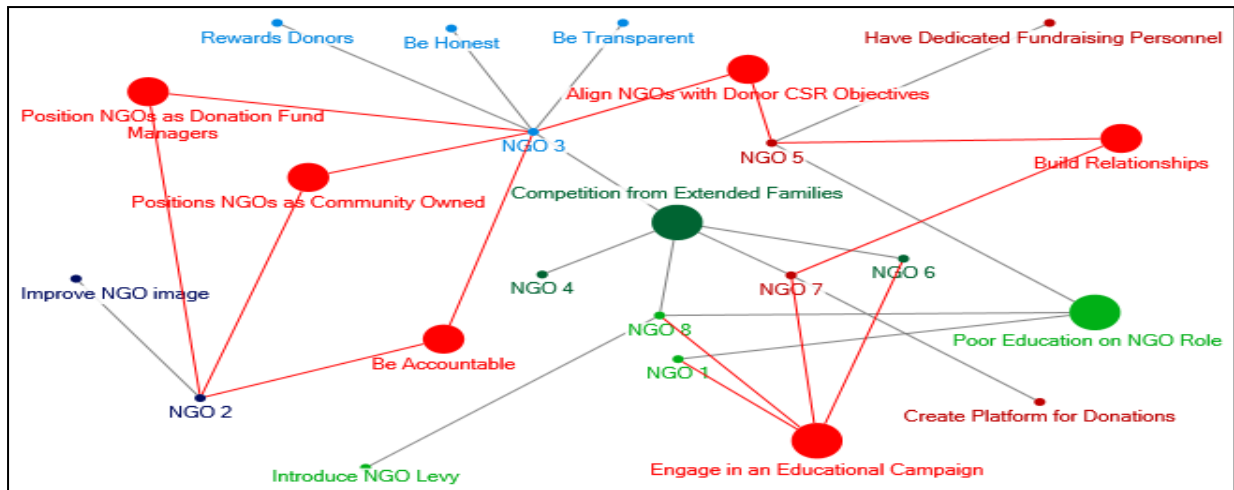 Rewards Donors
Be Honest
Be Transparent
Have Dedicated Fundraising Personnel
Align NGOs with Donor CSR Objectives
Position NGOs as Donation Fund
Managers
NGO 3
NGO 5
Build Relationships
Competition from Extended Families
Positions NGOs as Community Owned
NGO 6
NGO 4
NGO 7
Improve NGO image
NGO 8
Poor Education on NGO Role
Be Accountable
NGO 1
NGO 2
Create Platform for Donations
Introduce NGO Levy
Engage in an Educational Campaign